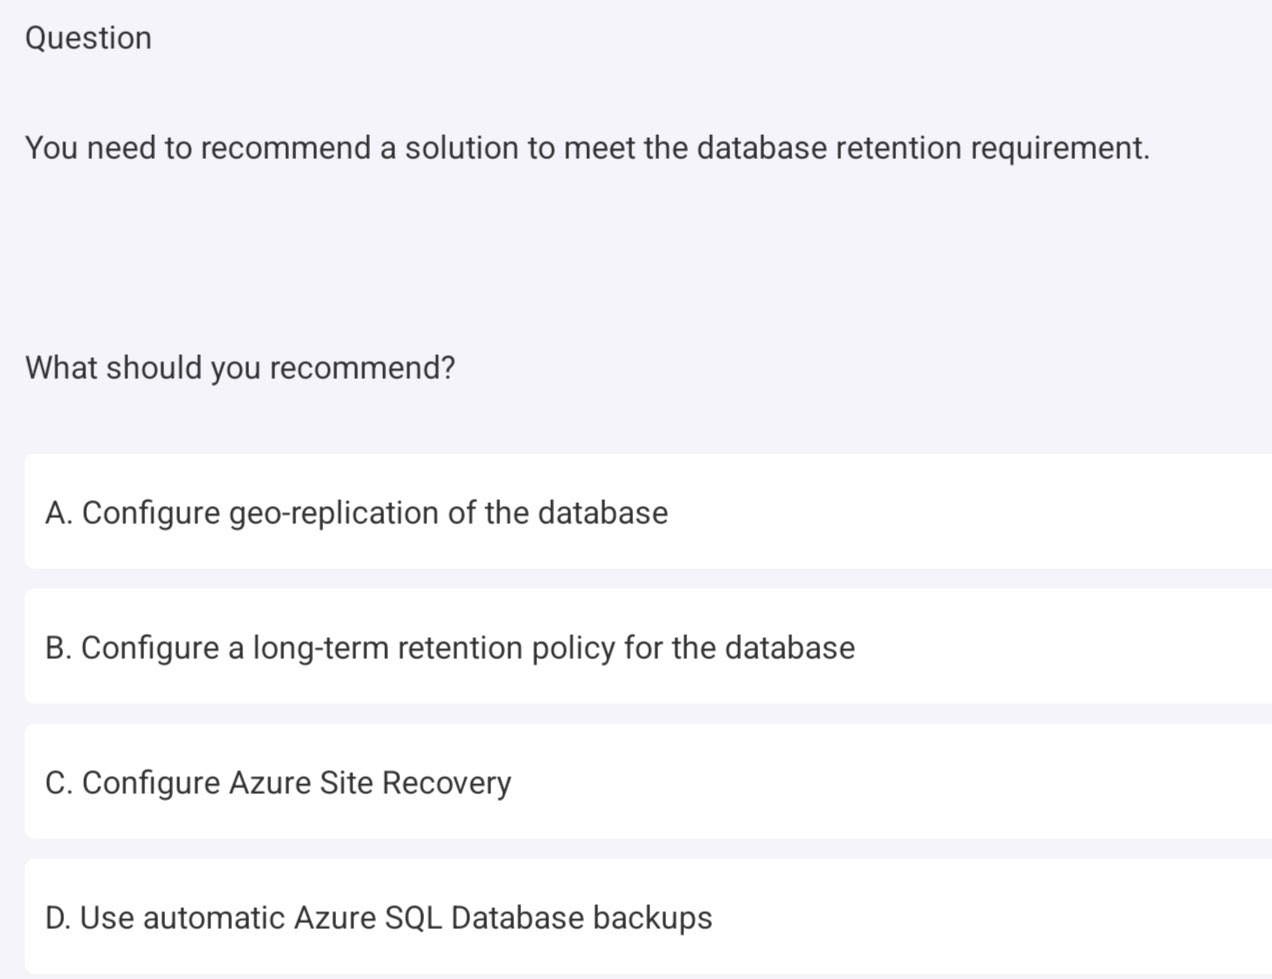 Question
You need to recommend a solution to meet the database retention requirement.
What should you recommend?
A. Configure geo-replication of the database
B. Configure a long-term retention policy for the database
C. Configure Azure Site Recovery
D. Use automatic Azure SQL Database backups